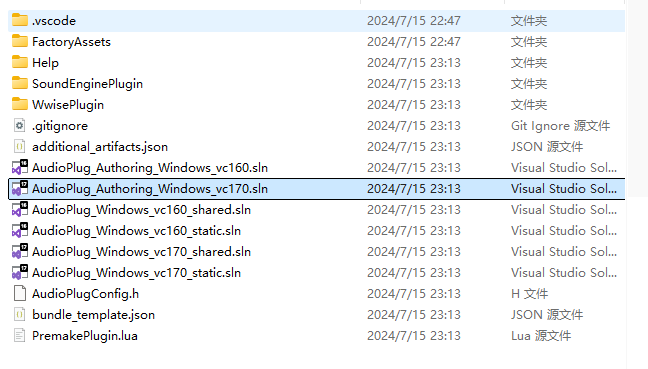 .vscode 2024/7/15 22:47 文件夹
FactoryAssets 2024/7/15 22:47 文件夹
Help 2024/7/15 23:13 文件夹
SoundEnginePlugin 2024/7/15 23:13 文件夹
WwisePlugin 2024/7/15 23:13 文件夹
.gitignore 2024/7/15 23:13 Git Ignore 源文件
additional_artifacts.json 2024/7/15 23:13 JSON 源文件
AudioPlug_Authoring_Windows_vc160.sln 2024/7/15 23:13 Visual Studio Sol...
AudioPlug_Authoring_Windows_vc170.sln 2024/7/15 23:13 Visual Studio Sol...
AudioPlug_Windows_vc160_shared.sln 2024/7/15 23:13 Visual Studio Sol...
AudioPlug_Windows_vc160_static.sln 2024/7/15 23:13 Visual Studio Sol...
AudioPlug_Windows_vc170_shared.sln 2024/7/15 23:13 Visual Studio Sol...
AudioPlug_Windows_vc170_static.sln 2024/7/15 23:13 Visual Studio Sol...
AudioPlugConfig.h 2024/7/15 23:13 H 文件
bundle_template.json 2024/7/15 23:13 JSON 源文件
PremakePlugin.lua 2024/7/15 23:13 Lua 源文件